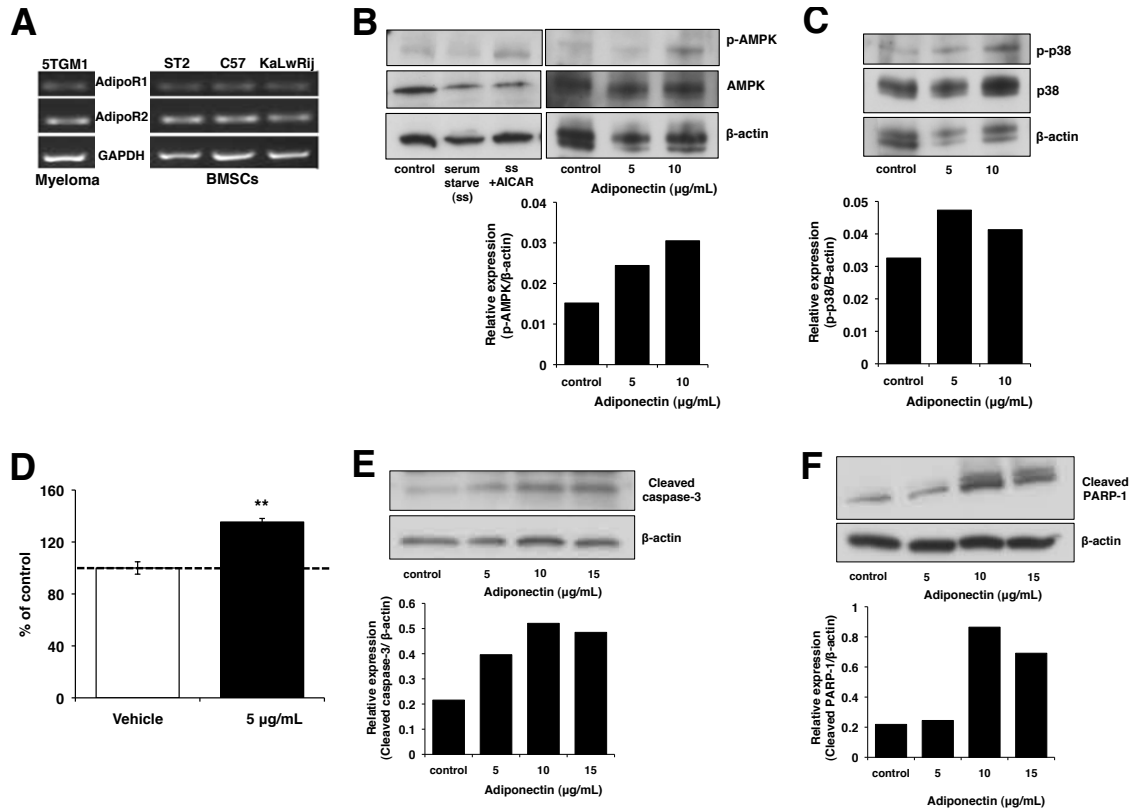 A
5TGM1
ST2 C57 KaLwRij
AdipoR1
AdipoR2
GAPDH
Myeloma
BMSCs
B
p-AMPK
AMPK
β-actin
control serum starve (ss) ss +AICAR
control 5 10
Adiponectin (µg/mL)
Relative expression
(p-AMPK/β-actin)
0.04
0.03
0.02
0.01
0
control 5 10
Adiponectin (µg/mL)
C
p-p38
p38
β-actin
control 5 10
Adiponectin (µg/mL)
Relative expression
(p-p38/B-actin)
0.05
0.04
0.03
0.02
0.01
0
control 5 10
Adiponectin (µg/mL)
D
% of control
160
120
80
40
0
**
Vehicle 5 µg/mL
E
Cleaved
caspase-3
β-actin
control 5 10 15
Adiponectin (µg/mL)
Relative expression
(Cleaved caspase-3/ β-actin)
0.6
0.5
0.4
0.3
0.2
0.1
0
control 5 10 15
Adiponectin (µg/mL)
F
Cleaved
PARP-1
β-actin
control 5 10 15
Adiponectin (µg/mL)
Relative expression
(Cleaved PARP-1/β-actin)
1
0.8
0.6
0.4
0.2
0
control 5 10 15
Adiponectin (µg/mL)